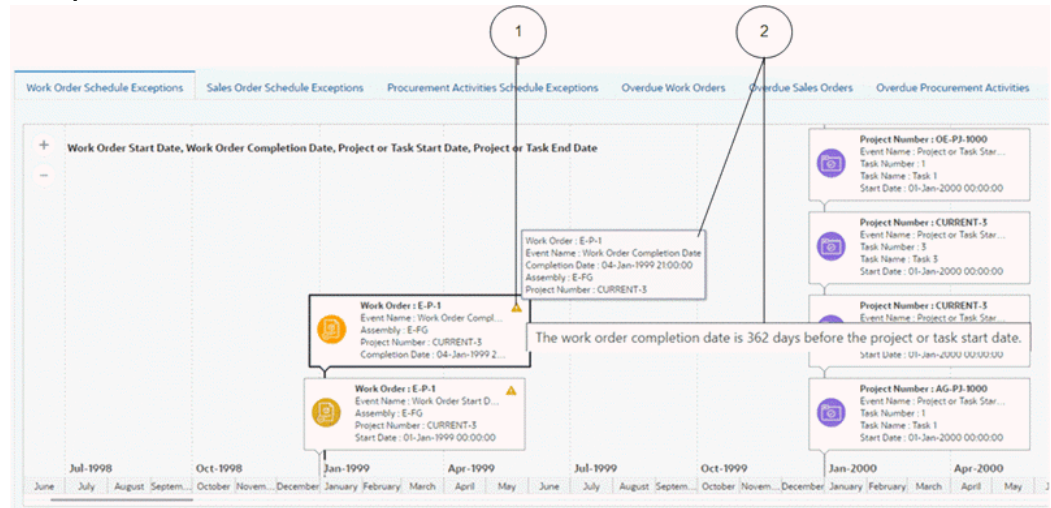 1
2
Work Order Schedule Exceptions
Sales Order Schedule Exceptions
Procurement Activities Schedule Exceptions
Overdue Work Orders
Overdue Sales Orders
Overdue Procurement Activities
+
−
Work Order Start Date, Work Order Completion Date, Project or Task Start Date, Project or Task End Date
Project Number : OE-PJ-1000
Event Name : Project or Task Star...
Task Number : 1
Task Name : Task 1
Start Date : 01-Jan-2000 00:00:00
Project Number : CURRENT-3
Event Name : Project or Task Star...
Task Number : 3
Task Name : Task 3
Start Date : 01-Jan-2000 00:00:00
Work Order : E-P-1
Event Name : Work Order Completion Date
Completion Date : 04-Jan-1999 21:00:00
Assembly : E-FG
Project Number : CURRENT-3
Work Order : E-P-1
Event Name : Work Order Compl...
Assembly : E-FG
Project Number : CURRENT-3
Completion Date : 04-Jan-1999 2...
Project Number : CURRENT-3
Event Name : Project or Task Star...
The work order completion date is 362 days before the project or task start date.
Start Date : 01-Jan-2000 00:00:00
Work Order : E-P-1
Event Name : Work Order Start D...
Assembly : E-FG
Project Number : CURRENT-3
Start Date : 01-Jan-1999 00:00:00
Project Number : AG-PJ-1000
Event Name : Project or Task Star...
Task Number : 1
Task Name : Task 1
Start Date : 01-Jan-2000 00:00:00
Jul-1998 Oct-1998 Jan-1999 Apr-1999 Jul-1999 Oct-1999 Jan-2000 Apr-2000
June July August Septem... October Novem... December January February March April May June July August Septem... October Novem... December January February March April May